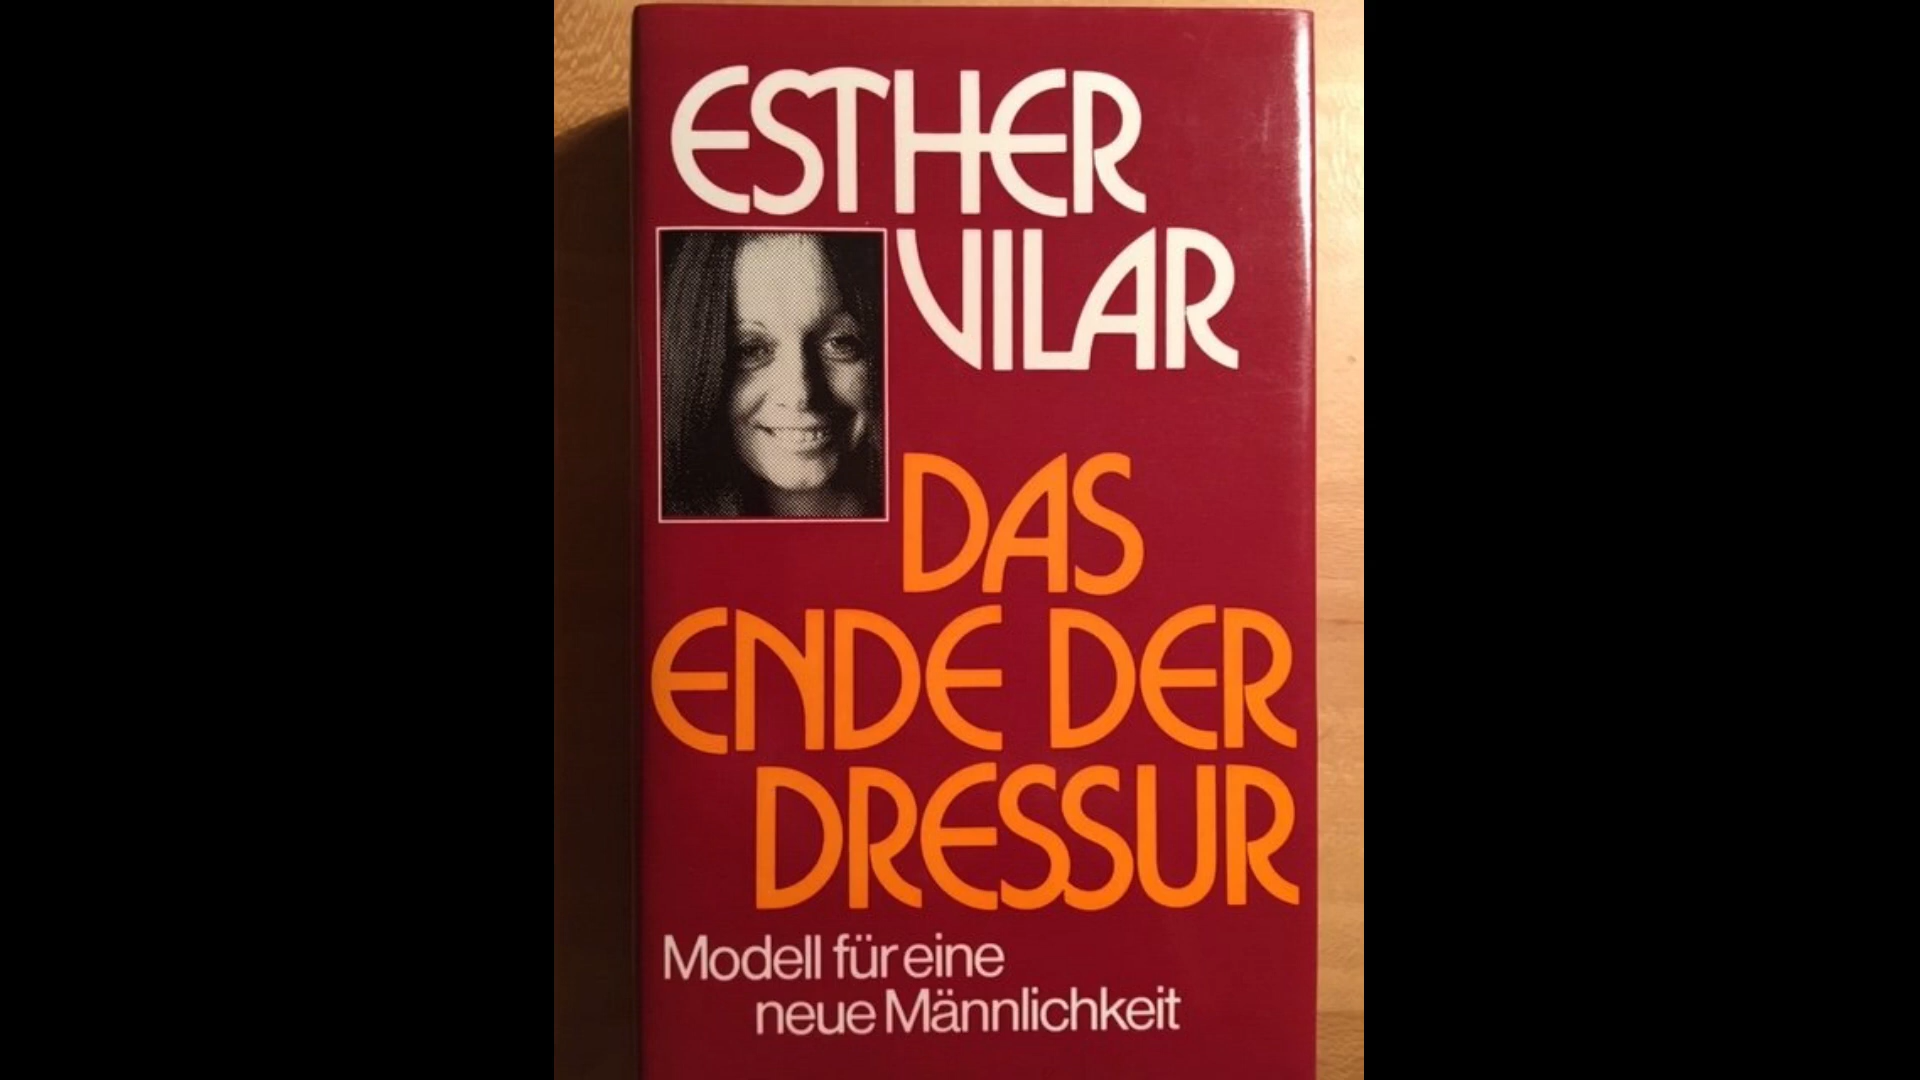 ESTHER
VILAR
DAS
ENDE DER
DRESSUR
Modell für eine
neue Männlichkeit